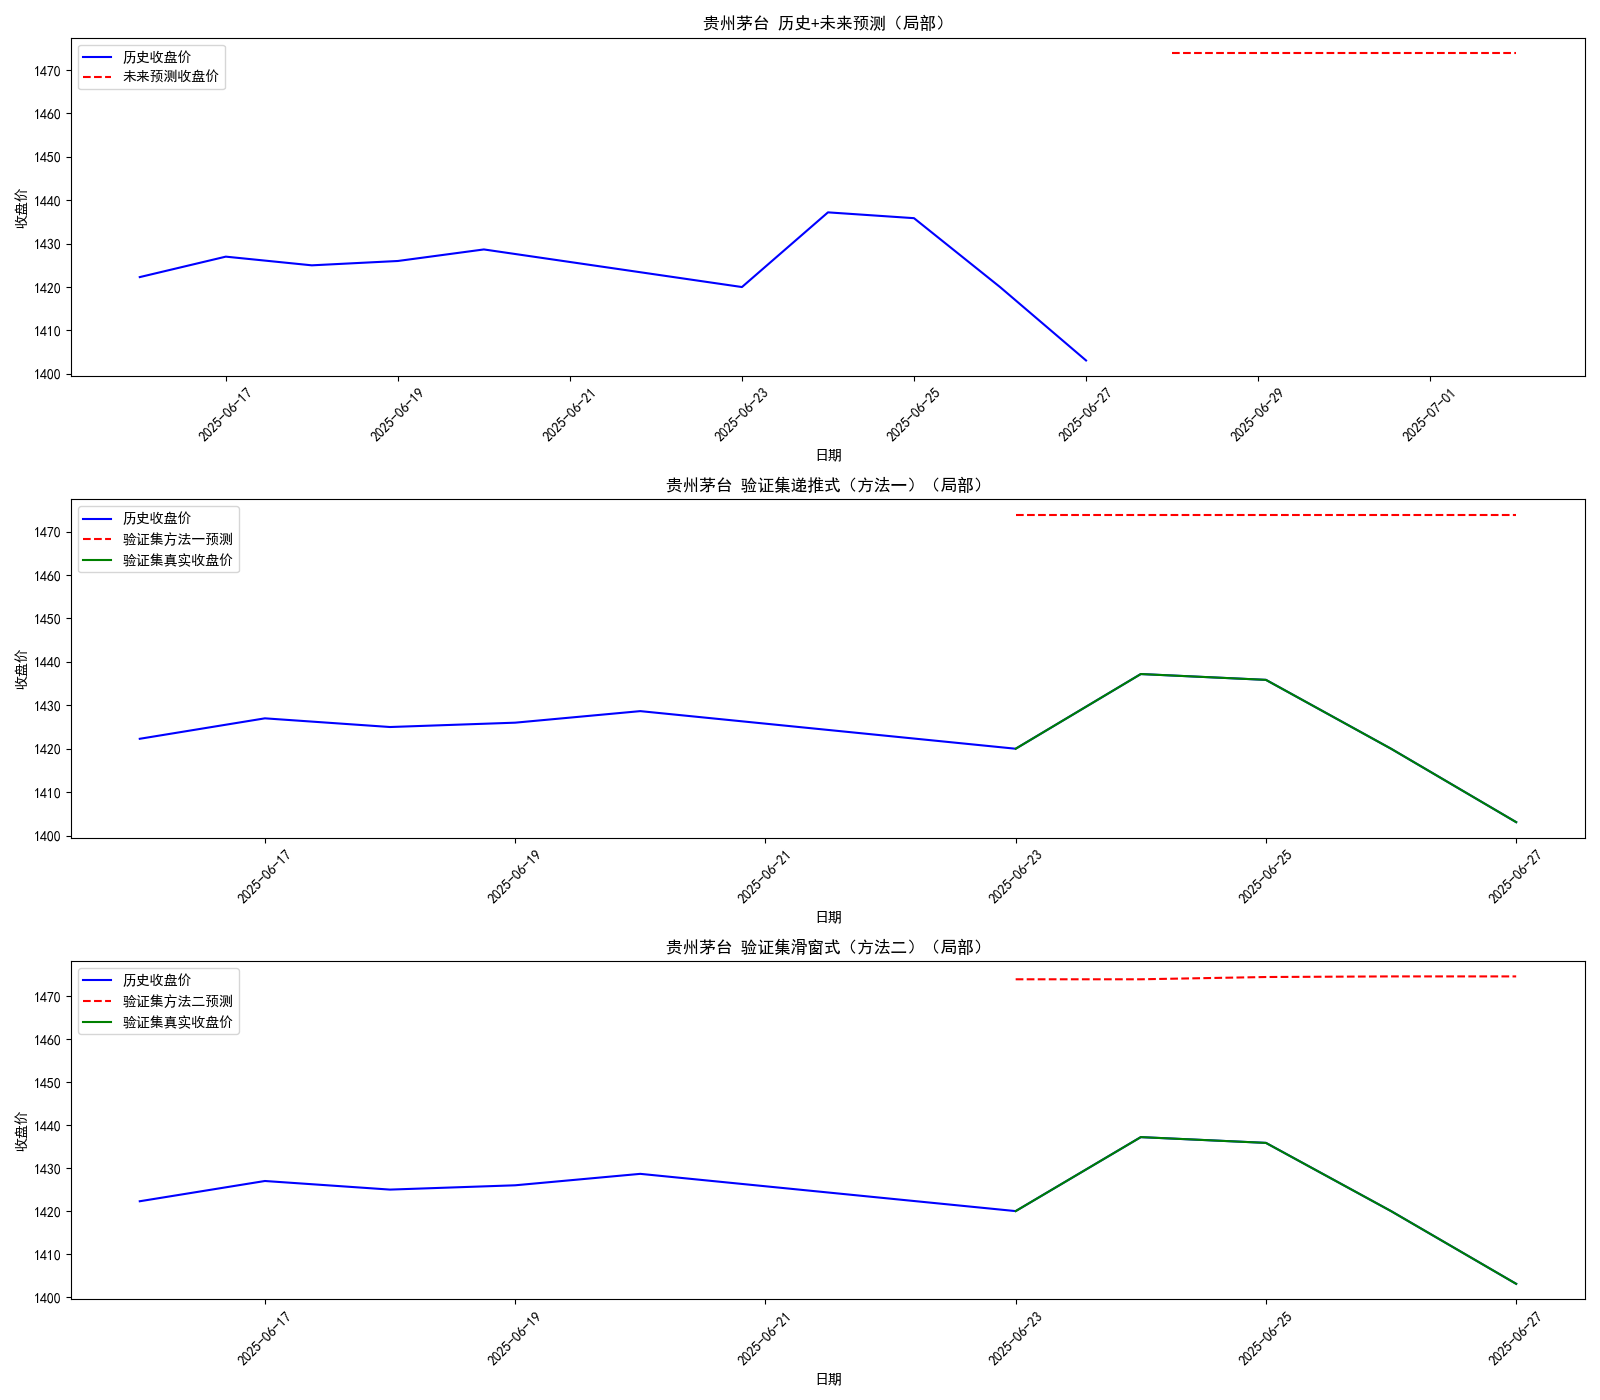 贵州茅台 历史+未来预测（局部）
历史收盘价
未来预测收盘价
收盘价
1470
1460
1450
1440
1430
1420
1410
1400
2025-06-17
2025-06-19
2025-06-21
2025-06-23
2025-06-25
2025-06-27
2025-06-29
2025-07-01
日期
贵州茅台 验证集递推式（方法一）（局部）
历史收盘价
验证集方法一预测
验证集真实收盘价
收盘价
1470
1460
1450
1440
1430
1420
1410
1400
2025-06-17
2025-06-19
2025-06-21
2025-06-23
2025-06-25
2025-06-27
日期
贵州茅台 验证集滑窗式（方法二）（局部）
历史收盘价
验证集方法二预测
验证集真实收盘价
收盘价
1470
1460
1450
1440
1430
1420
1410
1400
2025-06-17
2025-06-19
2025-06-21
2025-06-23
2025-06-25
2025-06-27
日期